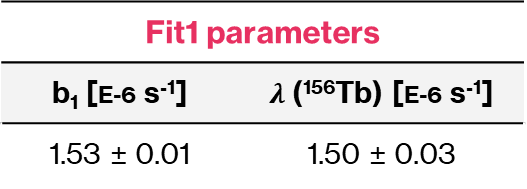 Fit1 parameters
b₁ [E-6 s⁻¹] λ (¹⁵⁶Tb) [E-6 s⁻¹]
1.53 ± 0.01 1.50 ± 0.03